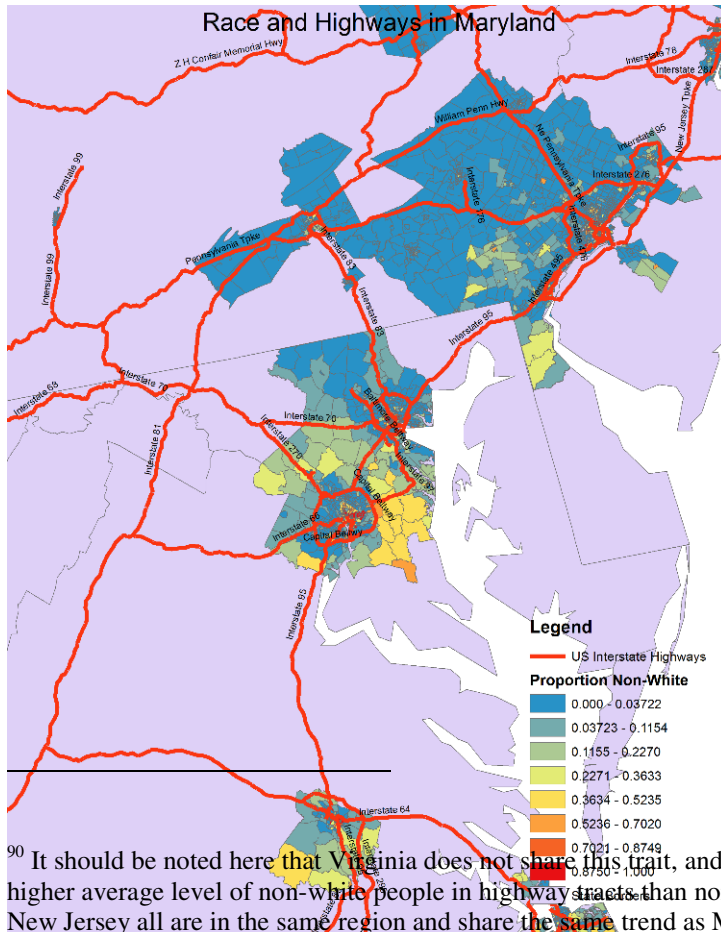 Race and Highways in Maryland
Z H Confair Memorial Hwy
Interstate 78
Interstate 287
New Jersey Tpke
William Penn Hwy
Interstate 95
Ne Pennsylvania Tpke
Interstate 276
Interstate 99
Interstate 176
Interstate 476
Pennsylvania Tpke
Interstate 83
Interstate 99
Interstate 495
Interstate 83
Interstate 95
Interstate 68
Interstate 70
Baltimore Beltway
Interstate 70
Interstate 81
Interstate 270
Interstate 97
Capital Beltway
Interstate 66
Capital Beltway
Interstate 95
Legend
US Interstate Highways
Proportion Non-White
0.000 - 0.03722
0.03723 - 0.1154
0.1155 - 0.2270
0.2271 - 0.3633
0.3634 - 0.5235
0.5236 - 0.7020
0.7021 - 0.8749
0.8750 - 1.000
State Borders
Interstate 64
90 It should be noted here that Virginia does not share this trait, and
higher average level of non-white people in highway tracts than no
New Jersey all are in the same region and share the same trend as M